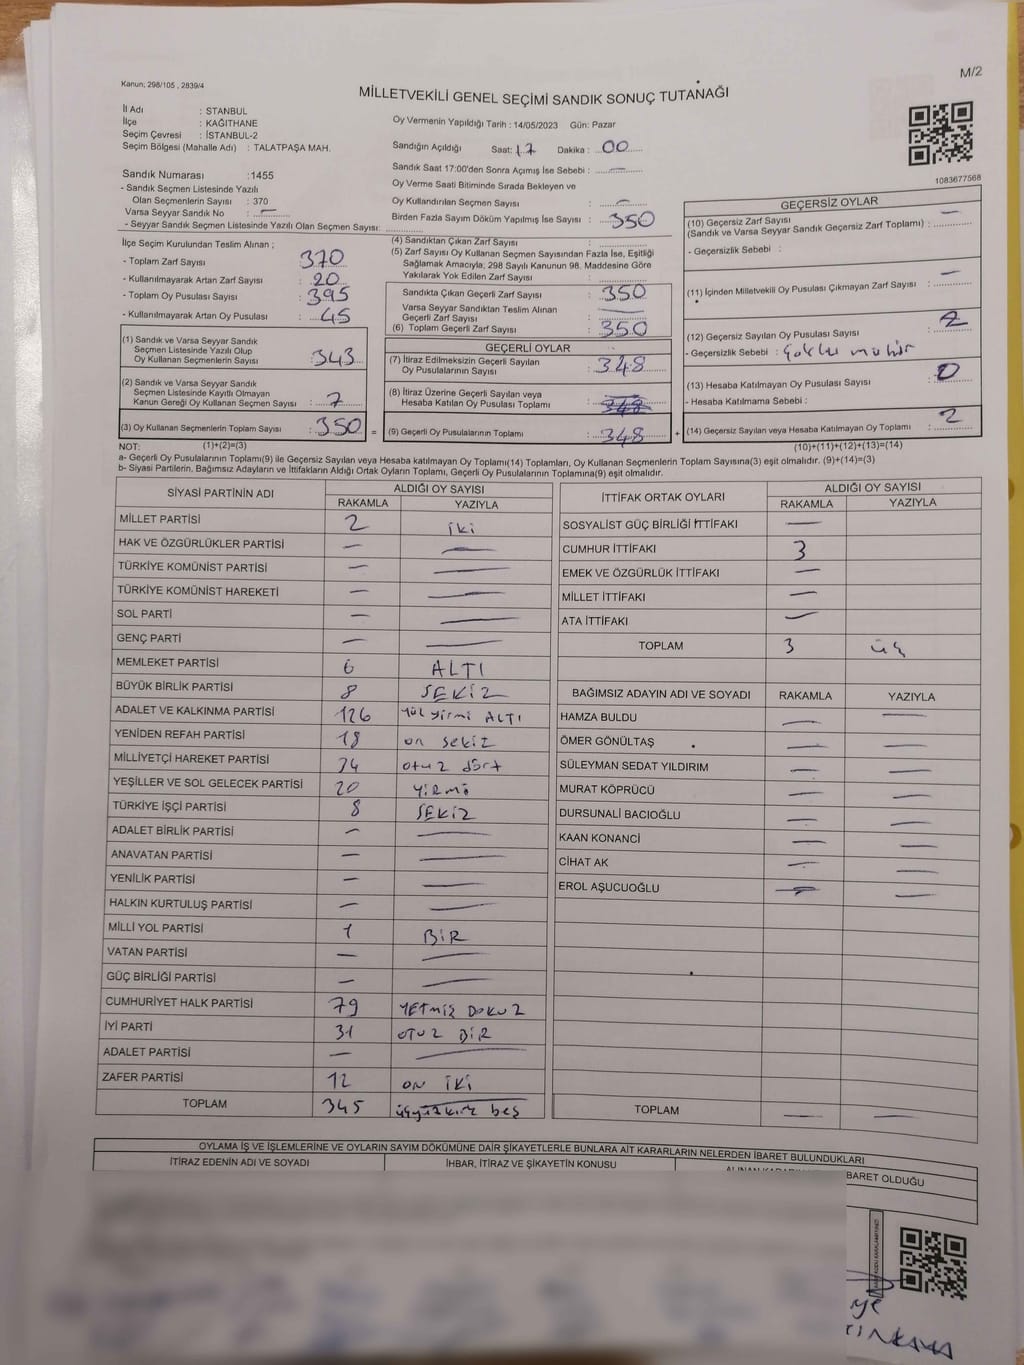 M/2
Kanun; 298/105 , 2839/4
MİLLETVEKİLİ GENEL SEÇİMİ SANDIK SONUÇ TUTANAĞI
İl Adı : STANBUL
İlçe : KAĞITHANE
Seçim Çevresi : İSTANBUL-2
Seçim Bölgesi (Mahalle Adı) : TALATPAŞA MAH.
Sandık Numarası :1455
- Sandık Seçmen Listesinde Yazılı
Olan Seçmenlerin Sayısı : 370
Varsa Seyyar Sandık No : —
- Seyyar Sandık Seçmen Listesinde Yazılı Olan Seçmen Sayısı:
Oy Vermenin Yapıldığı Tarih : 14/05/2023 Gün: Pazar
Sandığın Açıldığı Saat: 17 Dakika : 00
Sandık Saat 17:00'den Sonra Açımış İse Sebebi : —
Oy Verme Saati Bitiminde Sırada Bekleyen ve
Oy Kullandırılan Seçmen Sayısı : —
Birden Fazla Sayım Döküm Yapılmış İse Sayısı : 350
1083677568
İlçe Seçim Kurulundan Teslim Alınan ;
- Toplam Zarf Sayısı : 370
- Kullanılmayarak Artan Zarf Sayısı : 20
- Toplam Oy Pusulası Sayısı : 395
- Kullanılmayarak Artan Oy Pusulası : 45
(1) Sandık ve Varsa Seyyar Sandık
Seçmen Listesinde Yazılı Olup
Oy Kullanan Seçmenlerin Sayısı : 343
(2) Sandık ve Varsa Seyyar Sandık
Seçmen Listesinde Kayıtlı Olmayan
Kanun Gereği Oy Kullanan Seçmen Sayısı : 7
(3) Oy Kullanan Seçmenlerin Toplam Sayısı : 350
(4) Sandıktan Çıkan Zarf Sayısı :
(5) Zarf Sayısı Oy Kullanan Seçmen Sayısından Fazla İse, Eşitliği
Sağlamak Amacıyla, 298 Sayılı Kanunun 98. Maddesine Göre
Yakılarak Yok Edilen Zarf Sayısı :
Sandıkta Çıkan Geçerli Zarf Sayısı : 350
Varsa Seyyar Sandıktan Teslim Alınan
Geçerli Zarf Sayısı : —
(6) Toplam Geçerli Zarf Sayısı : 350
GEÇERLİ OYLAR
(7) İtiraz Edilmeksizin Geçerli Sayılan
Oy Pusulalarının Sayısı : 348
(8) İtiraz Üzerine Geçerli Sayılan veya
Hesaba Katılan Oy Pusulası Toplamı : 348
= (9) Geçerli Oy Pusulalarının Toplamı : 348 +
GEÇERSİZ OYLAR
(10) Geçersiz Zarf Sayısı
(Sandık ve Varsa Seyyar Sandık Geçersiz Zarf Toplamı) : —
- Geçersizlik Sebebi :
(11) İçinden Milletvekili Oy Pusulası Çıkmayan Zarf Sayısı : —
(12) Geçersiz Sayılan Oy Pusulası Sayısı : 2
- Geçersizlik Sebebi : Çoklu mühür
(13) Hesaba Katılmayan Oy Pusulası Sayısı : 0
- Hesaba Katılmama Sebebi :
(14) Geçersiz Sayılan veya Hesaba Katılmayan Oy Toplamı : 2
NOT: (1)+(2)=(3) (10)+(11)+(12)+(13)=(14)
a- Geçerli Oy Pusulalarının Toplamı(9) ile Geçersiz Sayılan veya Hesaba katılmayan Oy Toplamı(14) Toplamları, Oy Kullanan Seçmenlerin Toplam Sayısına(3) eşit olmalıdır. (9)+(14)=(3)
b- Siyasi Partilerin, Bağımsız Adayların ve İttifakların Aldığı Ortak Oyların Toplamı, Geçerli Oy Pusulalarının Toplamına(9) eşit olmalıdır.
SİYASİ PARTİNİN ADI ALDIĞI OY SAYISI
RAKAMLA YAZIYLA
MİLLET PARTİSİ 2 iki
HAK VE ÖZGÜRLÜKLER PARTİSİ — —
TÜRKİYE KOMÜNİST PARTİSİ — —
TÜRKİYE KOMÜNİST HAREKETİ — —
SOL PARTİ — —
GENÇ PARTİ — —
MEMLEKET PARTİSİ 6 ALTI
BÜYÜK BİRLİK PARTİSİ 8 SEKİZ
ADALET VE KALKINMA PARTİSİ 126 Yüz yirmi ALTI
YENİDEN REFAH PARTİSİ 18 on sekiz
MİLLİYETÇİ HAREKET PARTİSİ 34 otuz dört
YEŞİLLER VE SOL GELECEK PARTİSİ 20 YİRMİ
TÜRKİYE İŞÇİ PARTİSİ 8 SEKİZ
ADALET BİRLİK PARTİSİ — —
ANAVATAN PARTİSİ — —
YENİLİK PARTİSİ — —
HALKIN KURTULUŞ PARTİSİ — —
MİLLİ YOL PARTİSİ 1 BİR
VATAN PARTİSİ — —
GÜÇ BİRLİĞİ PARTİSİ — —
CUMHURİYET HALK PARTİSİ 79 YETMİŞ DOKUZ
İYİ PARTİ 31 OTUZ BİR
ADALET PARTİSİ — —
ZAFER PARTİSİ 12 ON İKİ
TOPLAM 345 üçyüzkırk beş
İTTİFAK ORTAK OYLARI ALDIĞI OY SAYISI
RAKAMLA YAZIYLA
SOSYALİST GÜÇ BİRLİĞİ İTTİFAKI —
CUMHUR İTTİFAKI 3
EMEK VE ÖZGÜRLÜK İTTİFAKI —
MİLLET İTTİFAKI —
ATA İTTİFAKI —
TOPLAM 3 üç
BAĞIMSIZ ADAYIN ADI VE SOYADI RAKAMLA YAZIYLA
HAMZA BULDU — —
ÖMER GÖNÜLTAŞ — —
SÜLEYMAN SEDAT YILDIRIM — —
MURAT KÖPRÜCÜ — —
DURSUNALİ BACIOĞLU — —
KAAN KONANCİ — —
CİHAT AK — —
EROL AŞUCUOĞLU — —
TOPLAM — —
OYLAMA İŞ VE İŞLEMLERİNE VE OYLARIN SAYIM DÖKÜMÜNE DAİR ŞİKAYETLERLE BUNLARA AİT KARARLARIN NELERDEN İBARET BULUNDUKLARI
İTİRAZ EDENİN ADI VE SOYADI İHBAR, İTİRAZ VE ŞİKAYETİN KONUSU BARET OLDUĞU